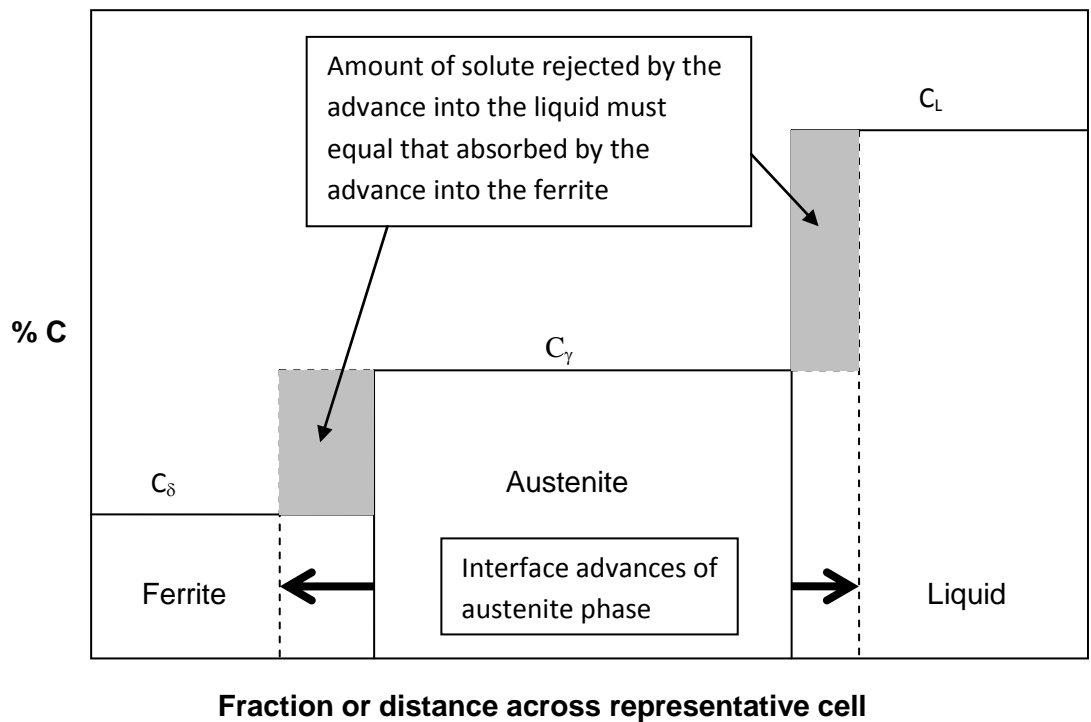 Amount of solute rejected by the
advance into the liquid must
equal that absorbed by the
advance into the ferrite
C_L
% C
C_γ
C_δ
Austenite
Ferrite
Interface advances of
austenite phase
Liquid
Fraction or distance across representative cell